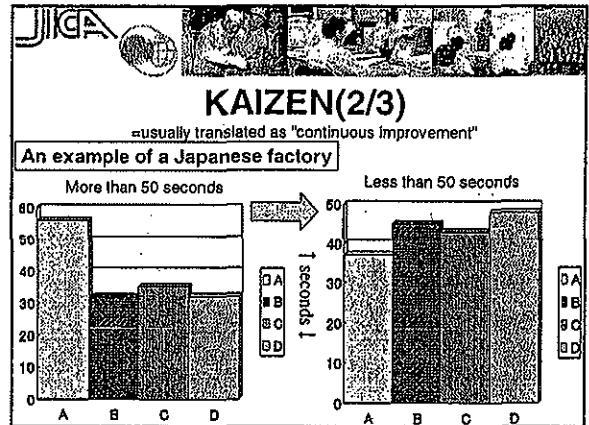 JICA
KAIZEN(2/3)
=usually translated as "continuous improvement"
An example of a Japanese factory
More than 50 seconds
60
50
40
30
20
10
0
A B C D
A
B
C
D
↑ seconds ↓
Less than 50 seconds
50
40
30
20
10
0
A B C D
A
B
C
D